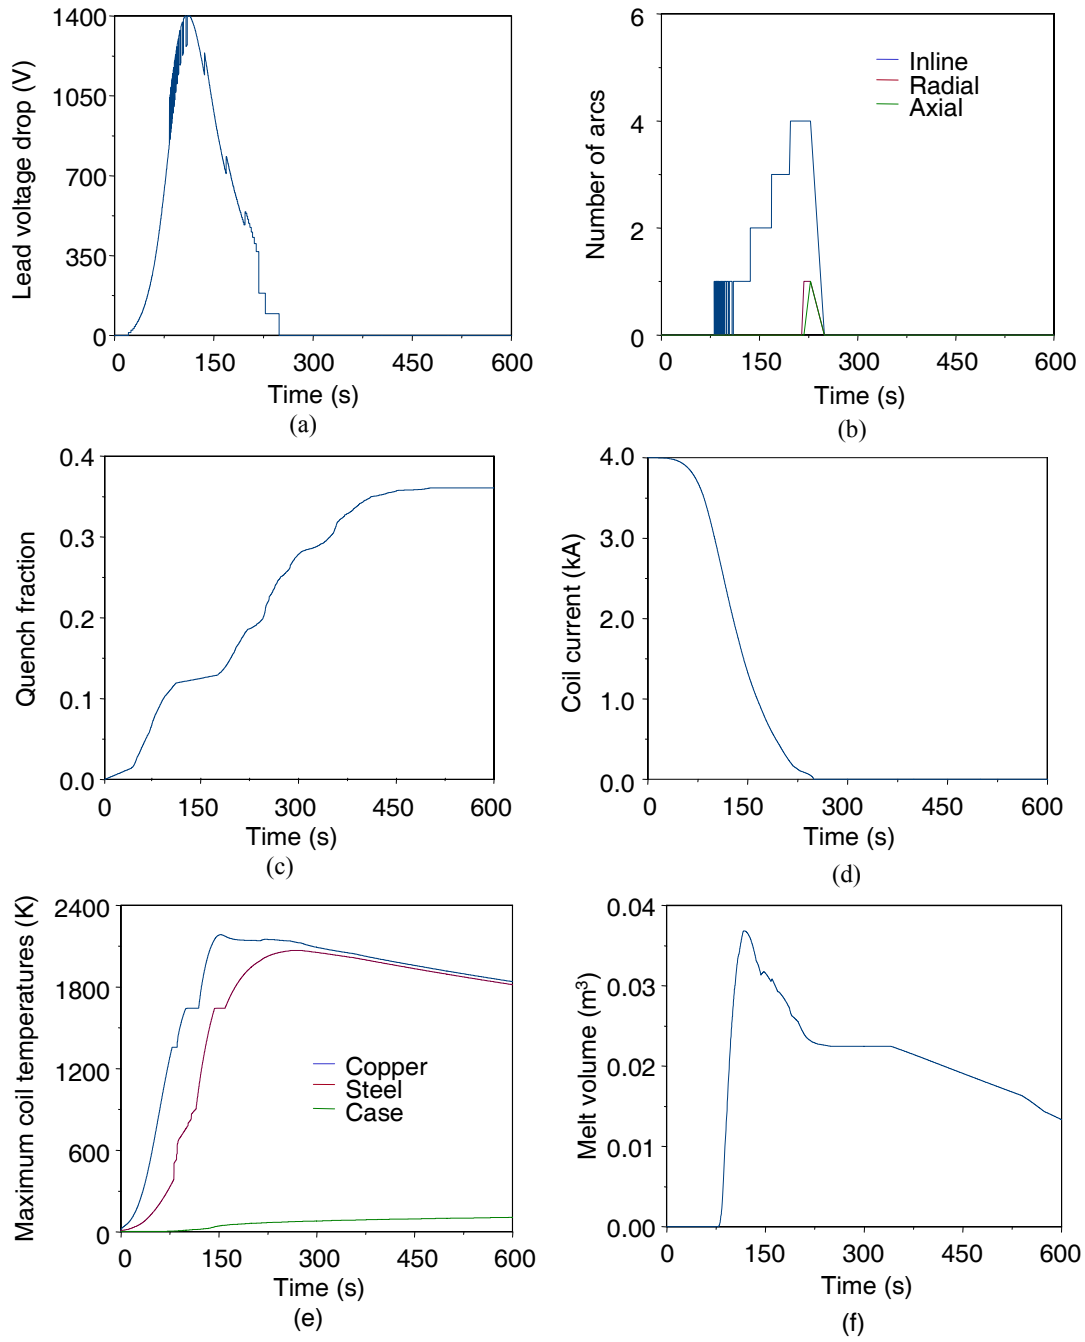 Lead voltage drop (V)
1400
1050
700
350
0
0 150 300 450 600
Time (s)
(a)
Number of arcs
6
4
2
0
Inline
Radial
Axial
0 150 300 450 600
Time (s)
(b)
Quench fraction
0.4
0.3
0.2
0.1
0.0
0 150 300 450 600
Time (s)
(c)
Coil current (kA)
4.0
3.0
2.0
1.0
0.0
0 150 300 450 600
Time (s)
(d)
Maximum coil temperatures (K)
2400
1800
1200
600
0
Copper
Steel
Case
0 150 300 450 600
Time (s)
(e)
Melt volume (m³)
0.04
0.03
0.02
0.01
0.00
0 150 300 450 600
Time (s)
(f)